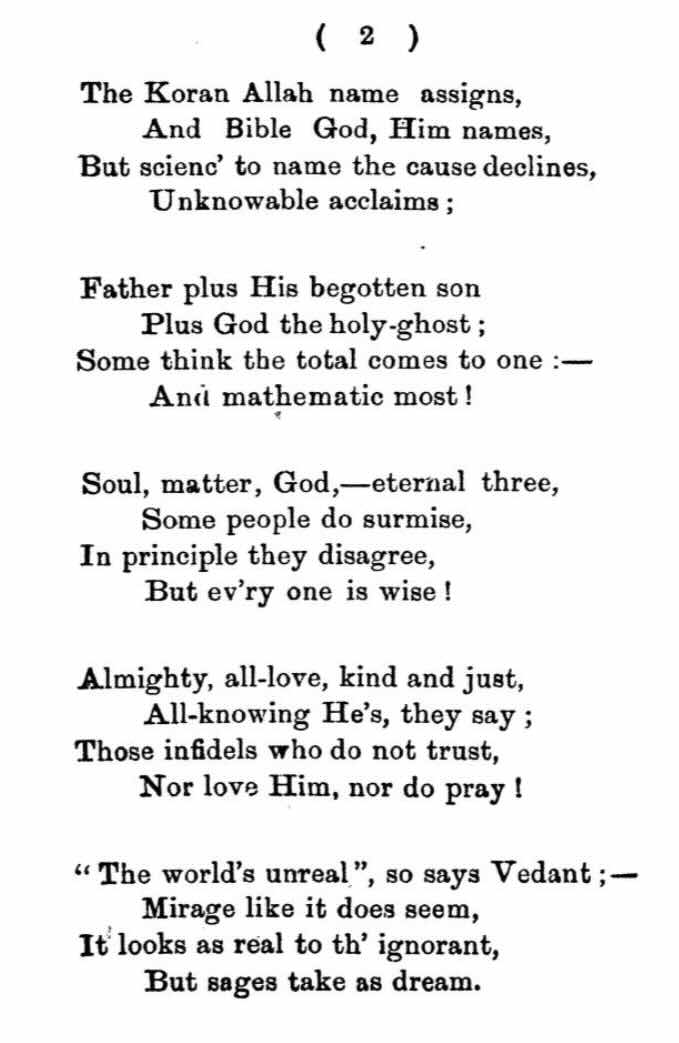 ( 2 )
The Koran Allah name assigns,
And Bible God, Him names,
But scienc' to name the cause declines,
Unknowable acclaims ;
Father plus His begotten son
Plus God the holy-ghost ;
Some think the total comes to one :—
And mathematic most !
Soul, matter, God,—eternal three,
Some people do surmise,
In principle they disagree,
But ev'ry one is wise !
Almighty, all-love, kind and just,
All-knowing He's, they say ;
Those infidels who do not trust,
Nor love Him, nor do pray !
“ The world's unreal ”, so says Vedant ;—
Mirage like it does seem,
It looks as real to th' ignorant,
But sages take as dream.